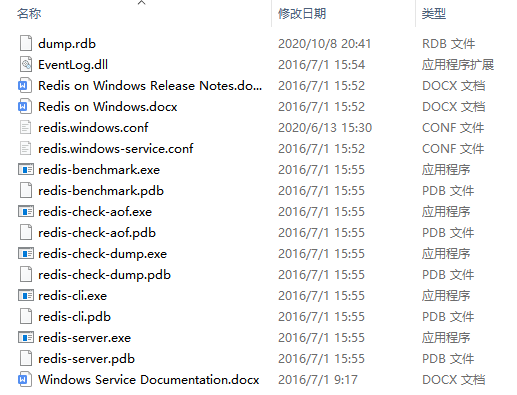 名称 修改日期 类型
dump.rdb 2020/10/8 20:41 RDB 文件
EventLog.dll 2016/7/1 15:54 应用程序扩展
Redis on Windows Release Notes.do... 2016/7/1 15:52 DOCX 文档
Redis on Windows.docx 2016/7/1 15:52 DOCX 文档
redis.windows.conf 2020/6/13 15:30 CONF 文件
redis.windows-service.conf 2016/7/1 15:52 CONF 文件
redis-benchmark.exe 2016/7/1 15:55 应用程序
redis-benchmark.pdb 2016/7/1 15:55 PDB 文件
redis-check-aof.exe 2016/7/1 15:55 应用程序
redis-check-aof.pdb 2016/7/1 15:55 PDB 文件
redis-check-dump.exe 2016/7/1 15:55 应用程序
redis-check-dump.pdb 2016/7/1 15:55 PDB 文件
redis-cli.exe 2016/7/1 15:55 应用程序
redis-cli.pdb 2016/7/1 15:55 PDB 文件
redis-server.exe 2016/7/1 15:55 应用程序
redis-server.pdb 2016/7/1 15:55 PDB 文件
Windows Service Documentation.docx 2016/7/1 9:17 DOCX 文档